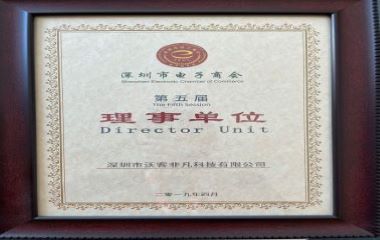 深圳市电子商会
Shenzhen Electronic Chamber of Commerce
第五届
The Fifth Session
理事单位
Director Unit
深圳市沃客非凡科技有限公司
二〇一九年四月